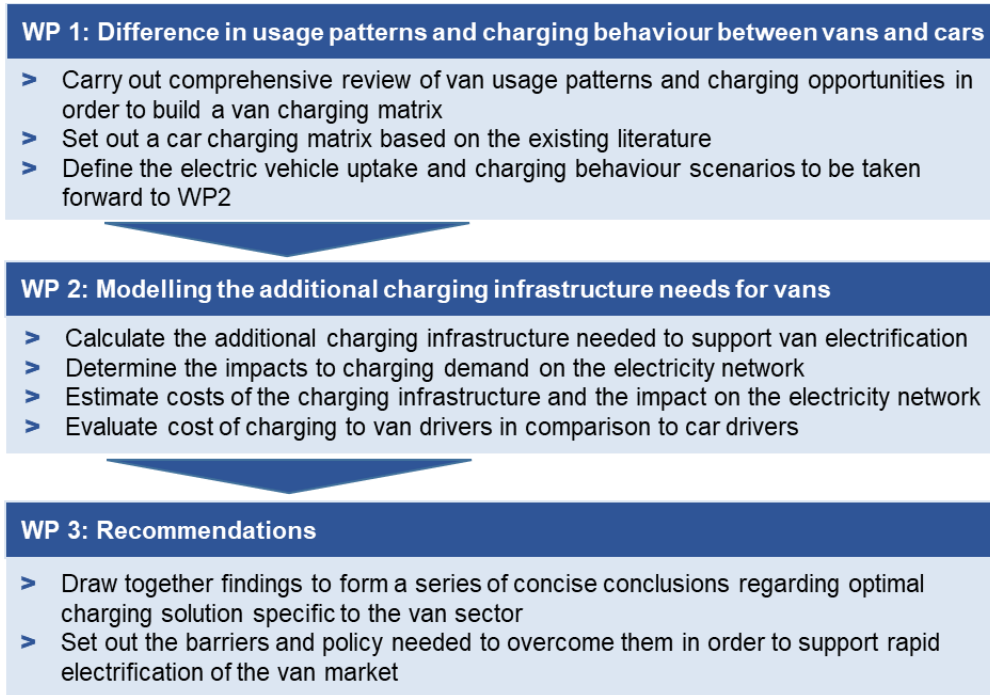 WP 1: Difference in usage patterns and charging behaviour between vans and cars
> Carry out comprehensive review of van usage patterns and charging opportunities in
order to build a van charging matrix
> Set out a car charging matrix based on the existing literature
> Define the electric vehicle uptake and charging behaviour scenarios to be taken
forward to WP2
WP 2: Modelling the additional charging infrastructure needs for vans
> Calculate the additional charging infrastructure needed to support van electrification
> Determine the impacts to charging demand on the electricity network
> Estimate costs of the charging infrastructure and the impact on the electricity network
> Evaluate cost of charging to van drivers in comparison to car drivers
WP 3: Recommendations
> Draw together findings to form a series of concise conclusions regarding optimal
charging solution specific to the van sector
> Set out the barriers and policy needed to overcome them in order to support rapid
electrification of the van market